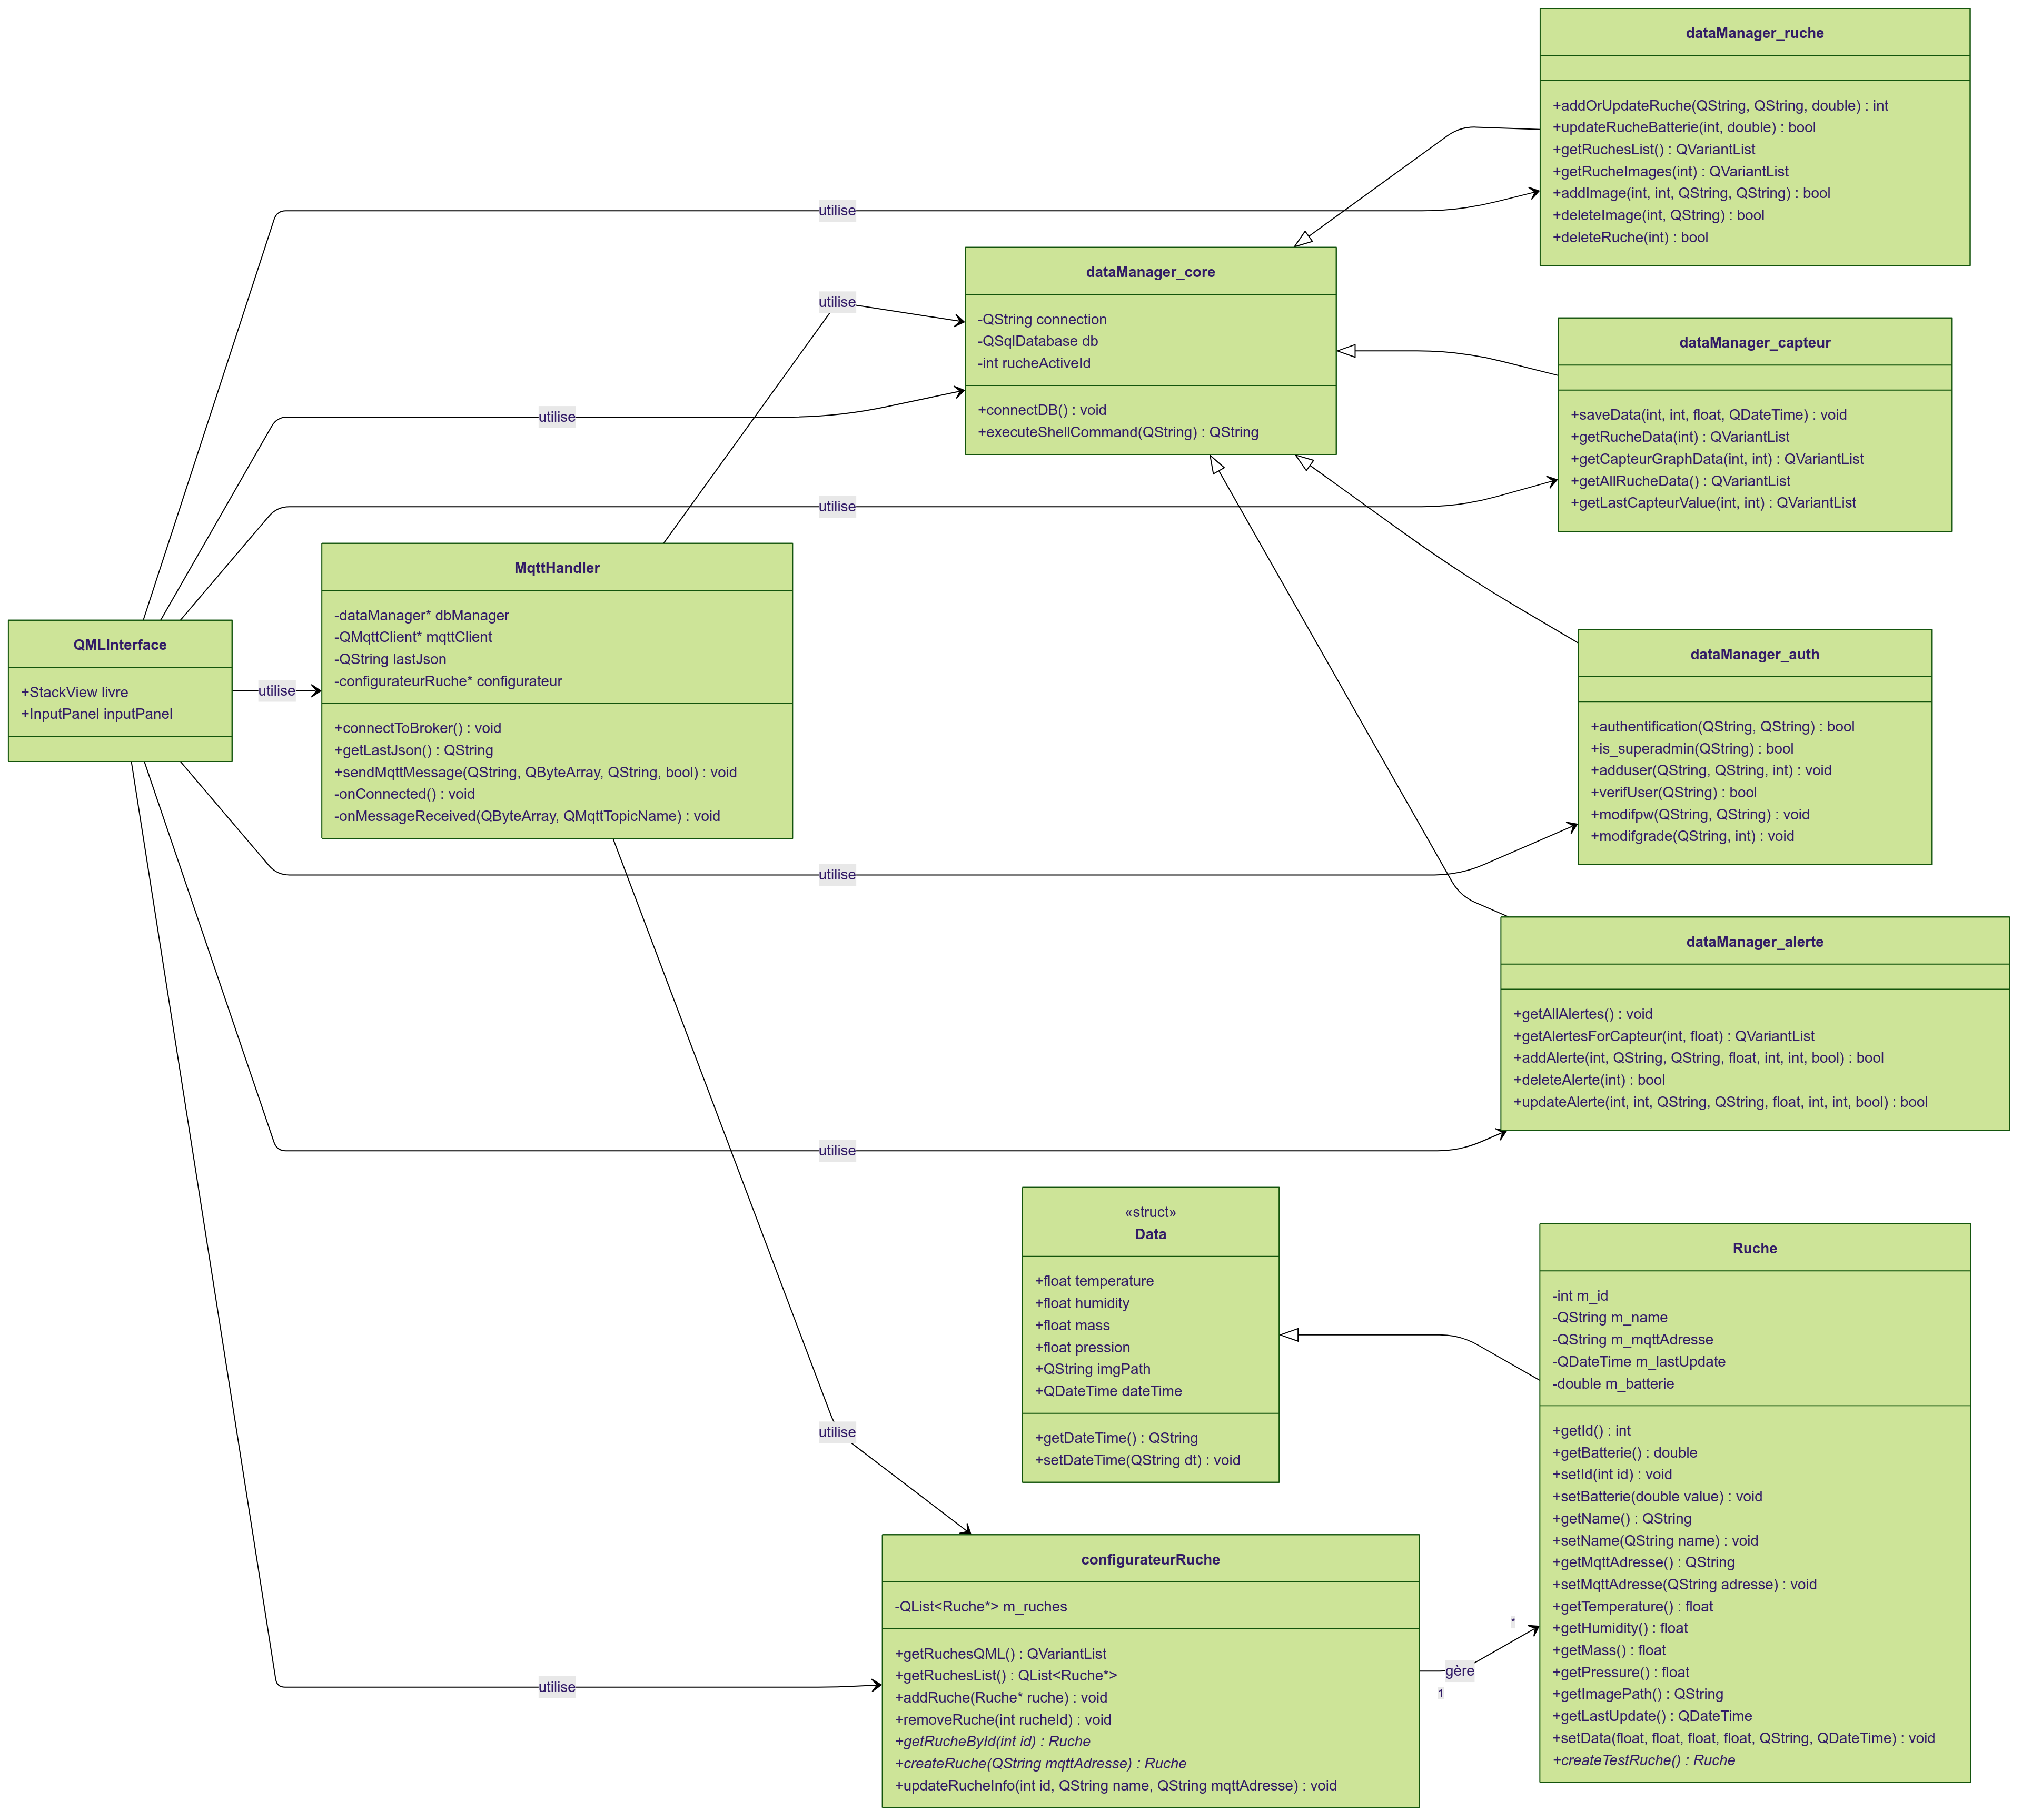 dataManager_ruche
+addOrUpdateRuche(QString, QString, double) : int
+updateRucheBatterie(int, double) : bool
+getRuchesList() : QVariantList
+getRucheImages(int) : QVariantList
+addImage(int, int, QString, QString) : bool
+deleteImage(int, QString) : bool
+deleteRuche(int) : bool
utilise
dataManager_core
-QString connection
-QSqlDatabase db
-int rucheActiveId
+connectDB() : void
+executeShellCommand(QString) : QString
utilise
dataManager_capteur
+saveData(int, int, float, QDateTime) : void
+getRucheData(int) : QVariantList
+getCapteurGraphData(int, int) : QVariantList
+getAllRucheData() : QVariantList
+getLastCapteurValue(int, int) : QVariantList
utilise
utilise
MqttHandler
-dataManager* dbManager
-QMqttClient* mqttClient
-QString lastJson
-configurateurRuche* configurateur
+connectToBroker() : void
+getLastJson() : QString
+sendMqttMessage(QString, QByteArray, QString, bool) : void
-onConnected() : void
-onMessageReceived(QByteArray, QMqttTopicName) : void
QMLInterface
+StackView livre
+InputPanel inputPanel
utilise
dataManager_auth
+authentification(QString, QString) : bool
+is_superadmin(QString) : bool
+adduser(QString, QString, int) : void
+verifUser(QString) : bool
+modifpw(QString, QString) : void
+modifgrade(QString, int) : void
utilise
dataManager_alerte
+getAllAlertes() : void
+getAlertesForCapteur(int, float) : QVariantList
+addAlerte(int, QString, QString, float, int, int, bool) : bool
+deleteAlerte(int) : bool
+updateAlerte(int, int, QString, QString, float, int, int, bool) : bool
utilise
«struct»
Data
+float temperature
+float humidity
+float mass
+float pression
+QString imgPath
+QDateTime dateTime
+getDateTime() : QString
+setDateTime(QString dt) : void
Ruche
-int m_id
-QString m_name
-QString m_mqttAdresse
-QDateTime m_lastUpdate
-double m_batterie
+getId() : int
+getBatterie() : double
+setId(int id) : void
+setBatterie(double value) : void
+getName() : QString
+setName(QString name) : void
+getMqttAdresse() : QString
+setMqttAdresse(QString adresse) : void
+getTemperature() : float
+getHumidity() : float
+getMass() : float
+getPressure() : float
+getImagePath() : QString
+getLastUpdate() : QDateTime
+setData(float, float, float, float, QString, QDateTime) : void
+createTestRuche() : Ruche
utilise
configurateurRuche
-QList<Ruche*> m_ruches
+getRuchesQML() : QVariantList
+getRuchesList() : QList<Ruche*>
+addRuche(Ruche* ruche) : void
+removeRuche(int rucheId) : void
+getRucheById(int id) : Ruche
+createRuche(QString mqttAdresse) : Ruche
+updateRucheInfo(int id, QString name, QString mqttAdresse) : void
*
gère
1
utilise